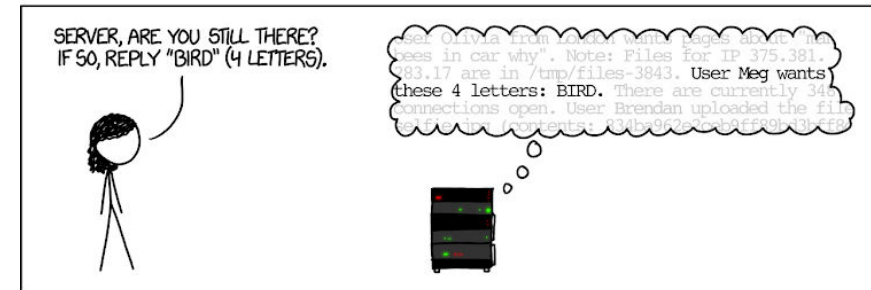 SERVER, ARE YOU STILL THERE?
IF SO, REPLY "BIRD" (4 LETTERS).
User Olivia from London wants pages about "
bees in car why". Note: Files for IP 375.381.
283.17 are in /tmp/files-3843. User Meg wants
these 4 letters: BIRD. There are currently 34
connections open. User Brendan uploaded the file
selfie.jpg (contents: